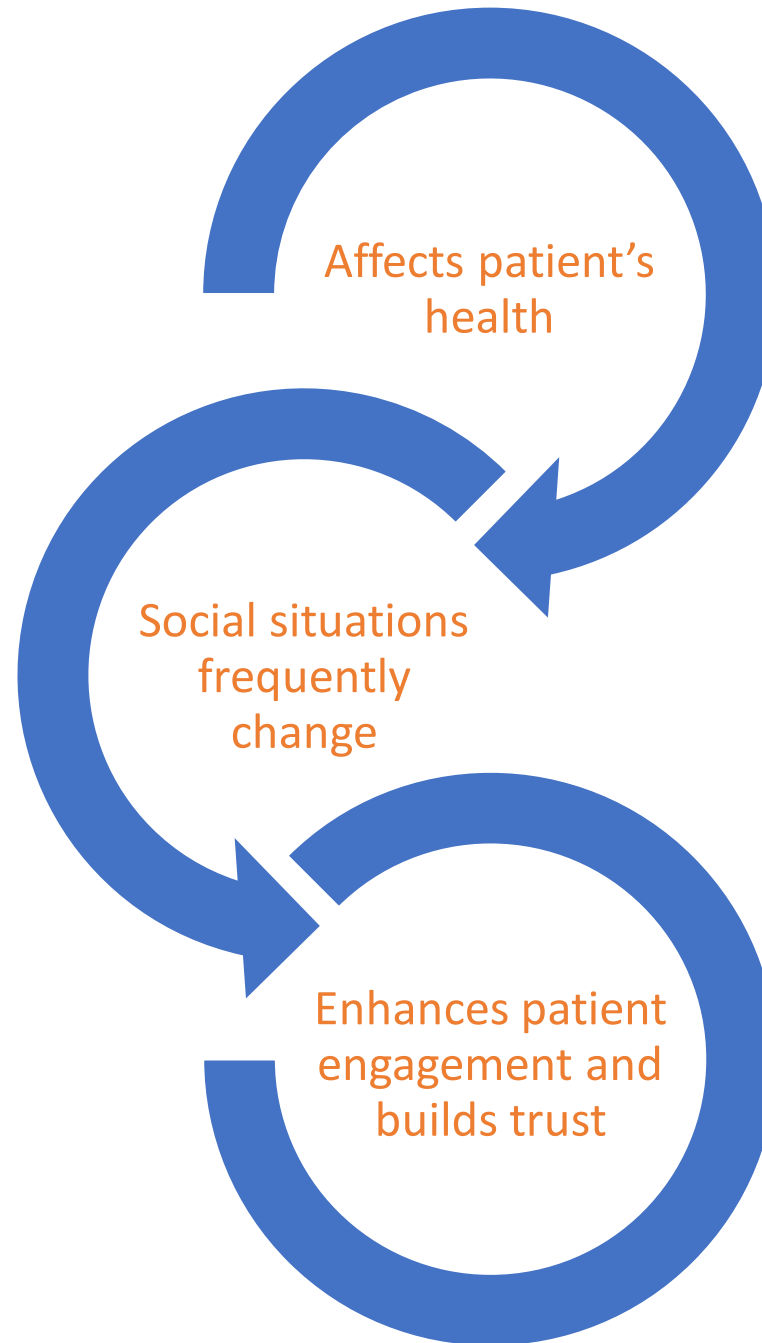 Affects patient’s
health
Social situations
frequently
change
Enhances patient
engagement and
builds trust